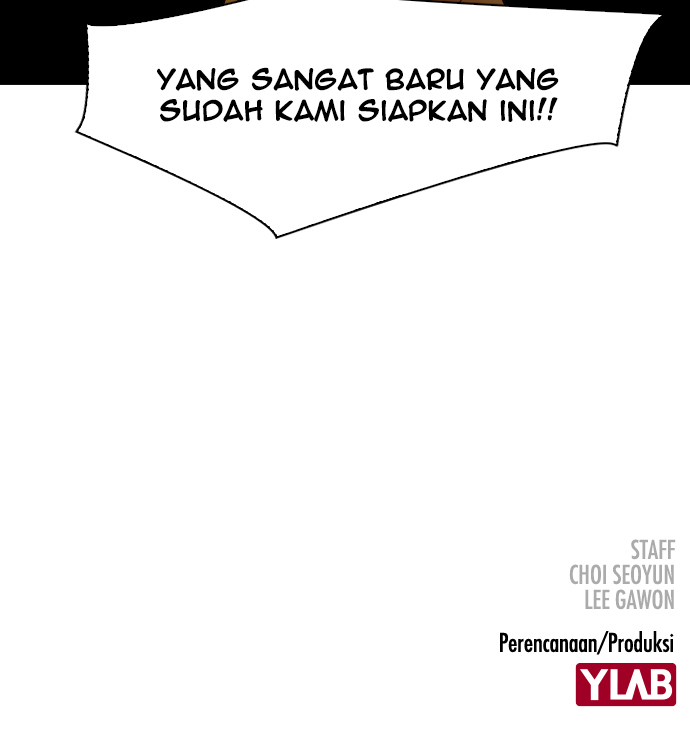 YANG SANGAT BARU YANG
SUDAH KAMI SIAPKAN INI!!
STAFF
CHOI SEOYUN
LEE GAWON
Perencanaan/Produksi
YLAB